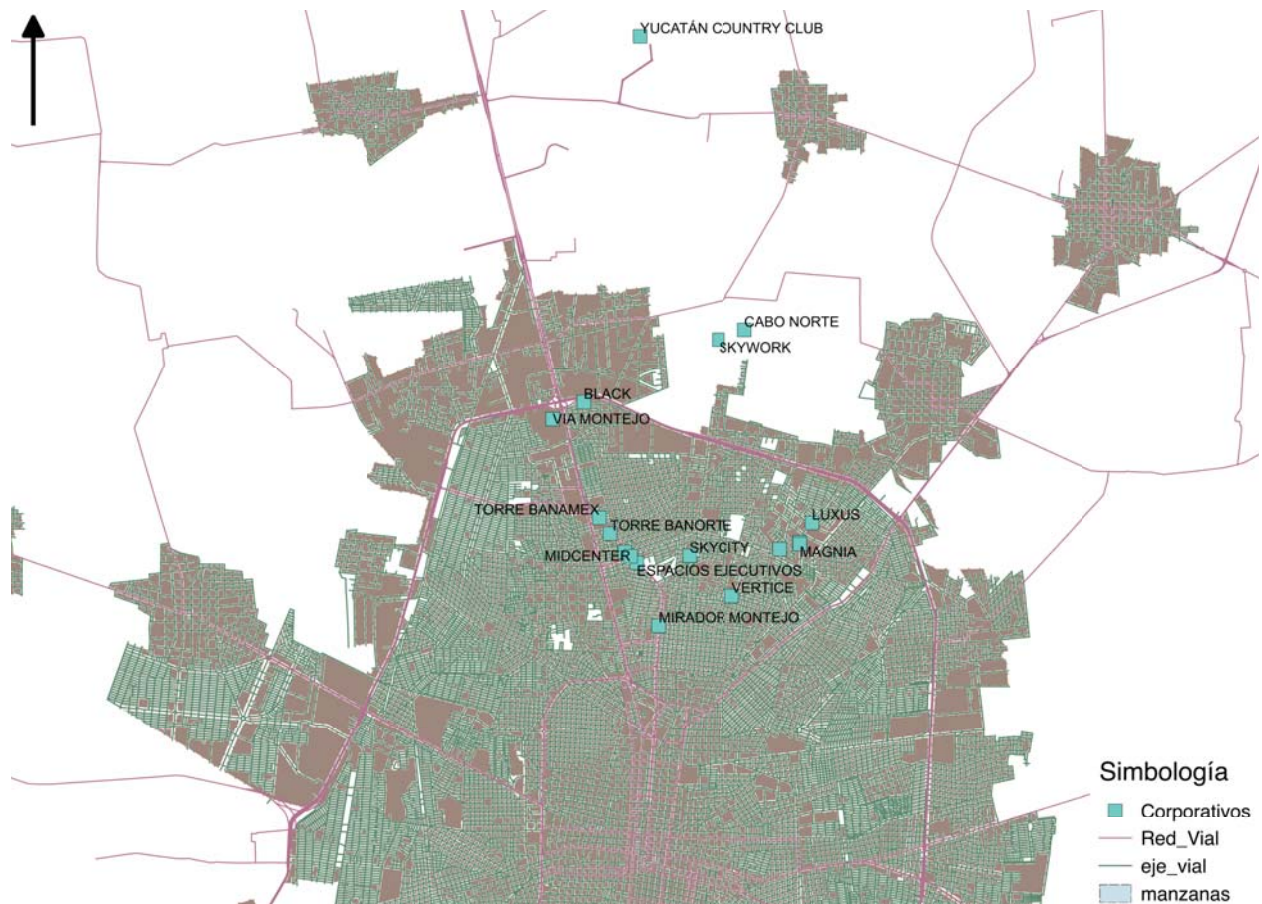 YUCATÁN COUNTRY CLUB
CABO NORTE
SKYWORK
BLACK
VIA MONTEJO
TORRE BANAMEX
LUXUS
TORRE BANORTE
MIDCENTER
SKYCITY
MAGNIA
ESPACIOS EJECUTIVOS
VERTICE
MIRADOR MONTEJO
Simbología
Corporativos
Red_Vial
eje_vial
manzanas